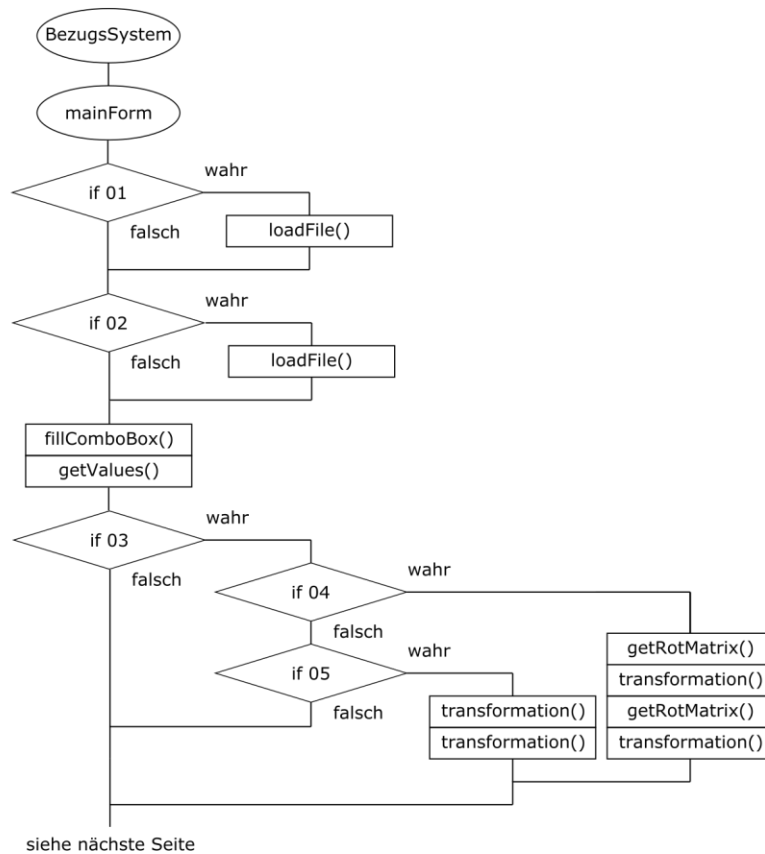 BezugsSystem
mainForm
wahr
if 01
falsch
loadFile()
wahr
if 02
falsch
loadFile()
fillComboBox()
getValues()
wahr
if 03
falsch
wahr
if 04
falsch
getRotMatrix()
wahr
if 05
transformation()
falsch
transformation()
getRotMatrix()
transformation()
transformation()
siehe nächste Seite